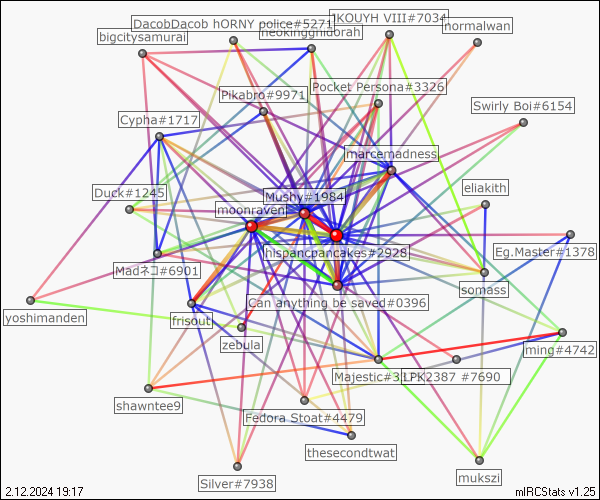 DacobDacob hORNY police#5271
IKOUYH VIII#7034
normalwan
bigcitysamurai
neokingghidorah
Pikabro#9971
Pocket Persona#3326
Swirly Boi#6154
Cypha#1717
marcemadness
Duck#1245
Mushy#1984
eliakith
moonraven
hispancpancakes#2928
Eg.Master#1378
Madネコ#6901
somass
Can anything be saved#0396
yoshimanden
frisout
zebula
ming#4742
Majestic#31
LPK2387 #7690
shawntee9
Fedora Stoat#4479
thesecondtwat
mukszi
Silver#7938
2.12.2024 19:17
mIRCStats v1.25